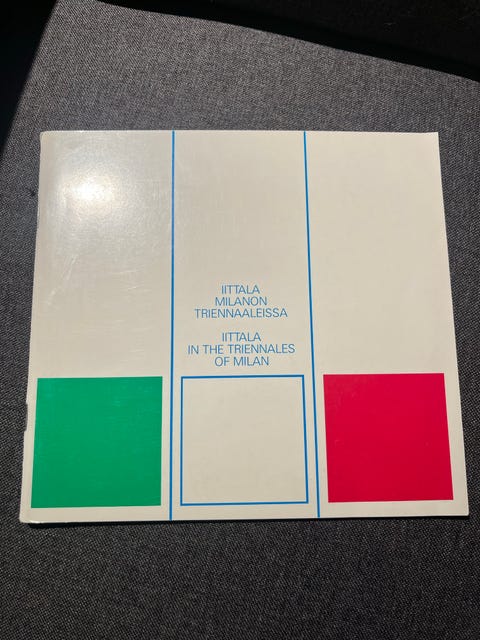 IITTALA
MILANON
TRIENNAALEISSA
IITTALA
IN THE TRIENNALES
OF MILAN